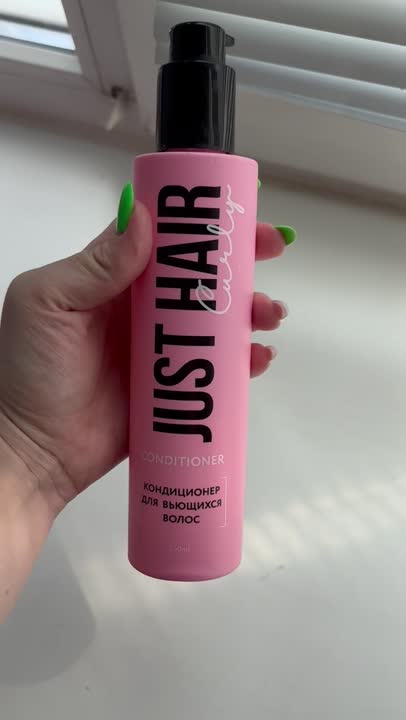 JUST HAIR
Curly
CONDITIONER
КОНДИЦИОНЕР
ДЛЯ ВЬЮЩИХСЯ
ВОЛОС